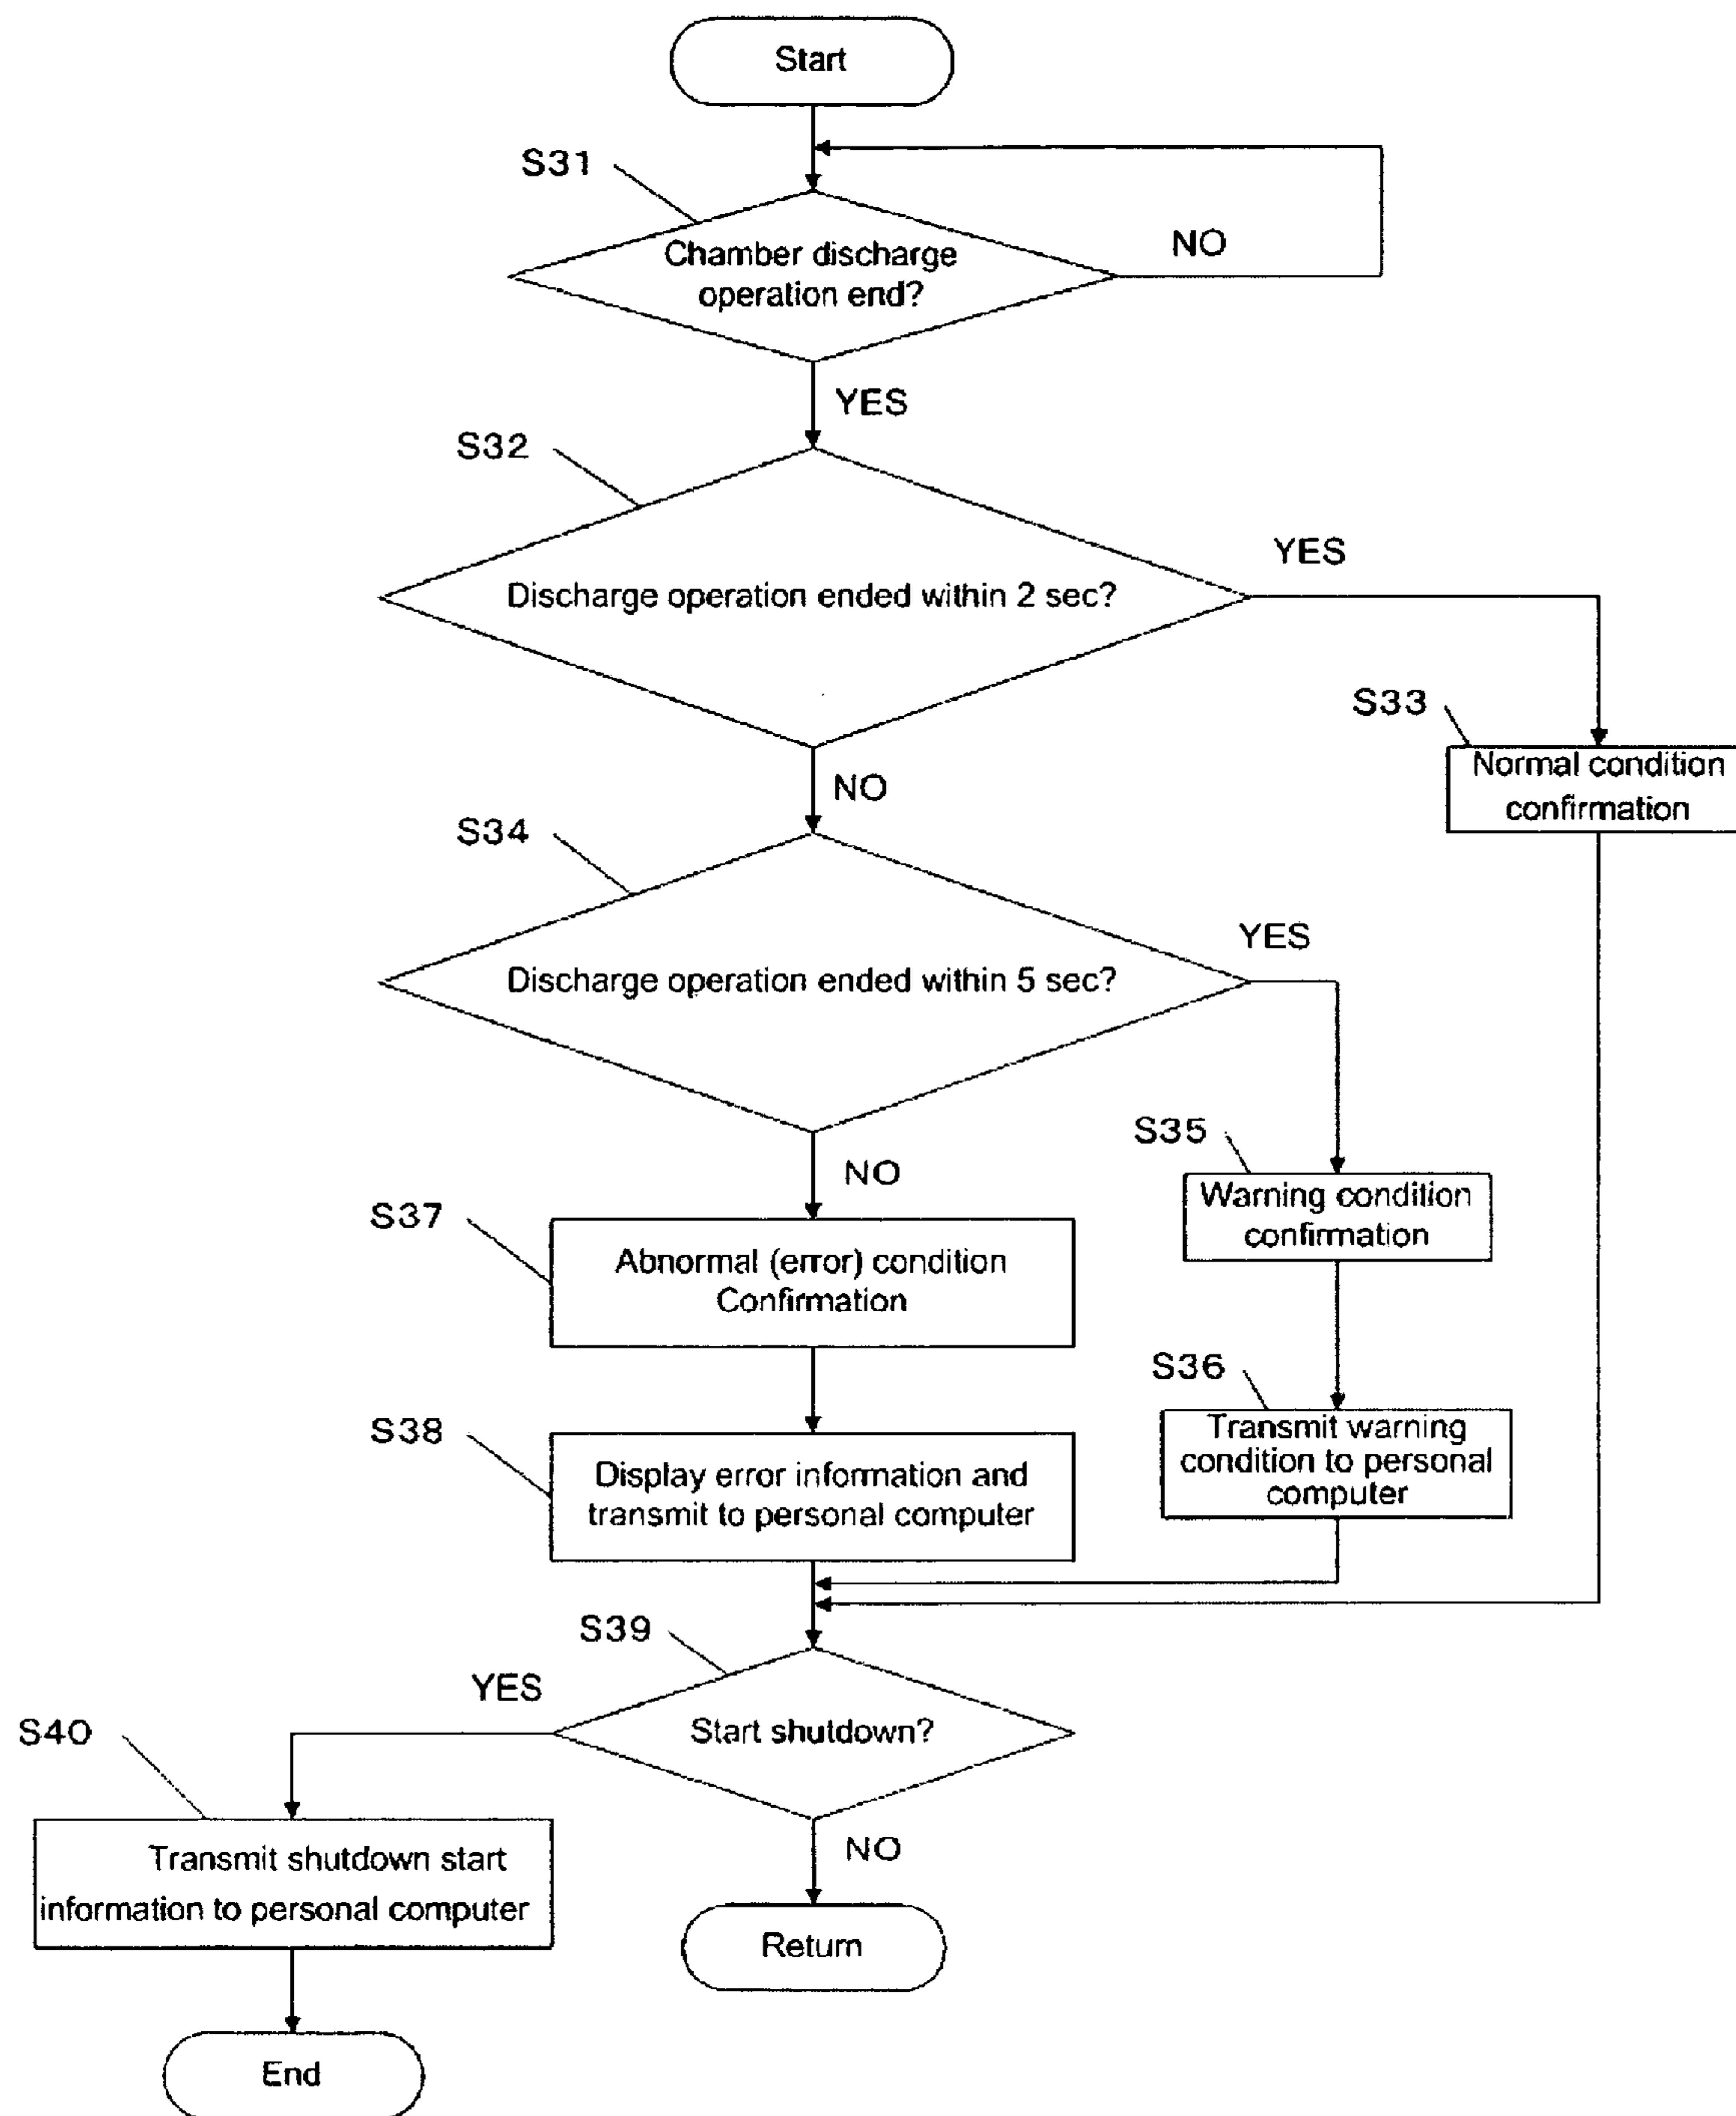 Start
S31
Chamber discharge
operation end?
NO
YES
S32
Discharge operation ended within 2 sec?
YES
S33
Normal condition
confirmation
NO
S34
Discharge operation ended within 5 sec?
YES
S35
Warning condition
confirmation
NO
S37
Abnormal (error) condition
Confirmation
S36
Transmit warning
condition to personal
computer
S38
Display error information and
transmit to personal computer
S39
YES
Start shutdown?
S40
Transmit shutdown start
information to personal computer
NO
Return
End